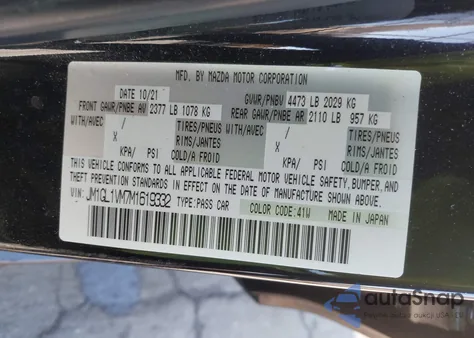 MFD. BY MAZDA MOTOR CORPORATION
DATE 10/21 GVWR/PNBV 4473 LB 2029 KG
FRONT GAWR/PNBE AV 2377 LB 1078 KG REAR GAWR/PNBE AR 2110 LB 957 KG
WITH/AVEC / TIRES/PNEUS WITH/AVEC / TIRES/PNEUS
X RIMS/JANTES X RIMS/JANTES
KPA/ PSI COLD/A FROID KPA/ PSI COLD/A FROID
THIS VEHICLE CONFORMS TO ALL APPLICABLE FEDERAL MOTOR VEHICLE SAFETY, BUMPER, AND
THEFT PREVENTION STANDARDS IN EFFECT ON THE DATE OF MANUFACTURE SHOWN ABOVE.
VIN: JM1GL1VM7M1619332 TYPE:PASS CAR COLOR CODE:41W MADE IN JAPAN
autoSnap